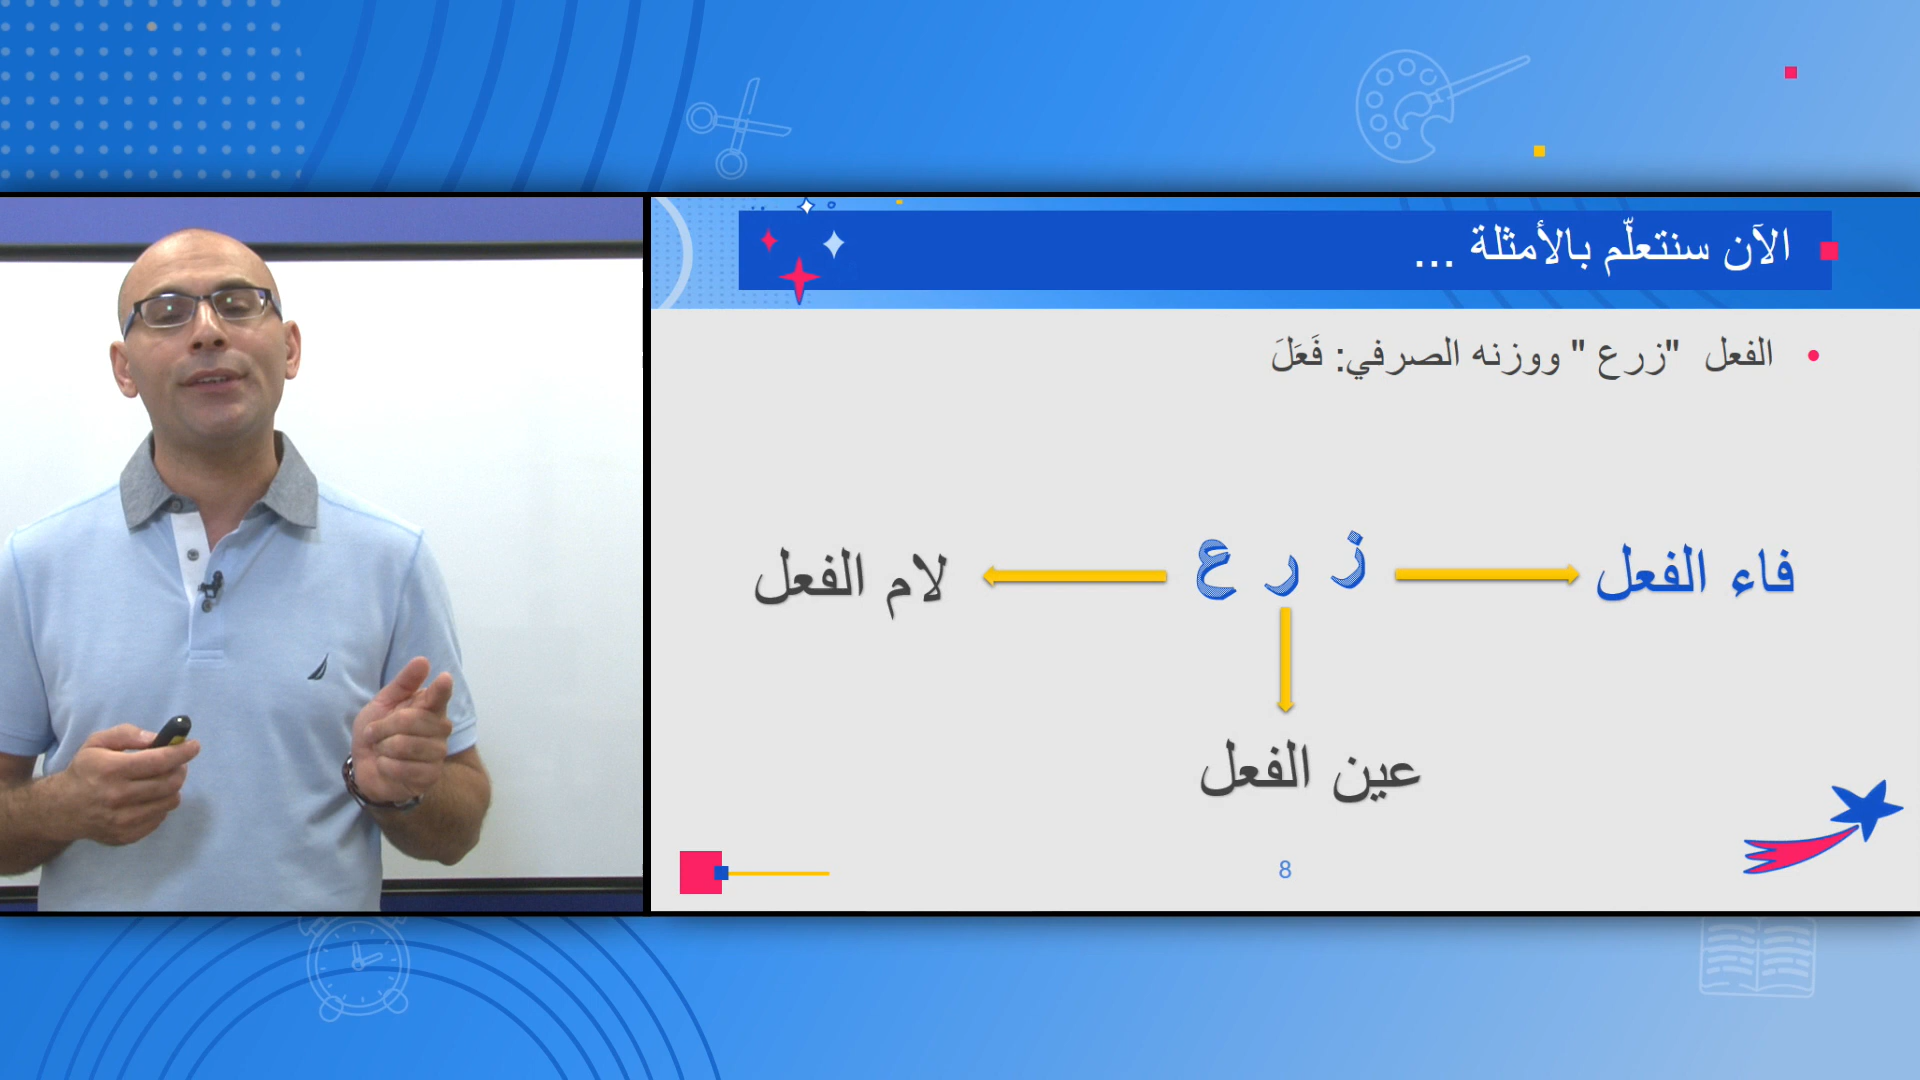 الآن سنتعلّم بالأمثلة ...
• الفعل "زرع " ووزنه الصرفي: فَعَلَ
فاء الفعل
ز ر ع
لام الفعل
عين الفعل
8